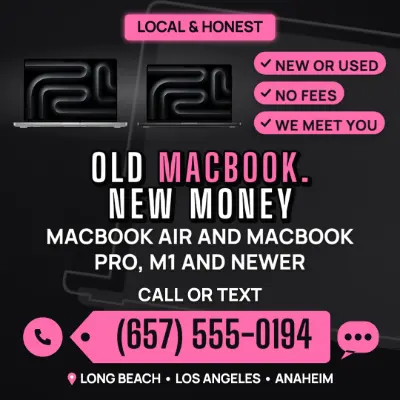 LOCAL & HONEST
NEW OR USED
NO FEES
WE MEET YOU
OLD MACBOOK.
NEW MONEY
MACBOOK AIR AND MACBOOK
PRO, M1 AND NEWER
CALL OR TEXT
(657) 555-0194
LONG BEACH • LOS ANGELES • ANAHEIM